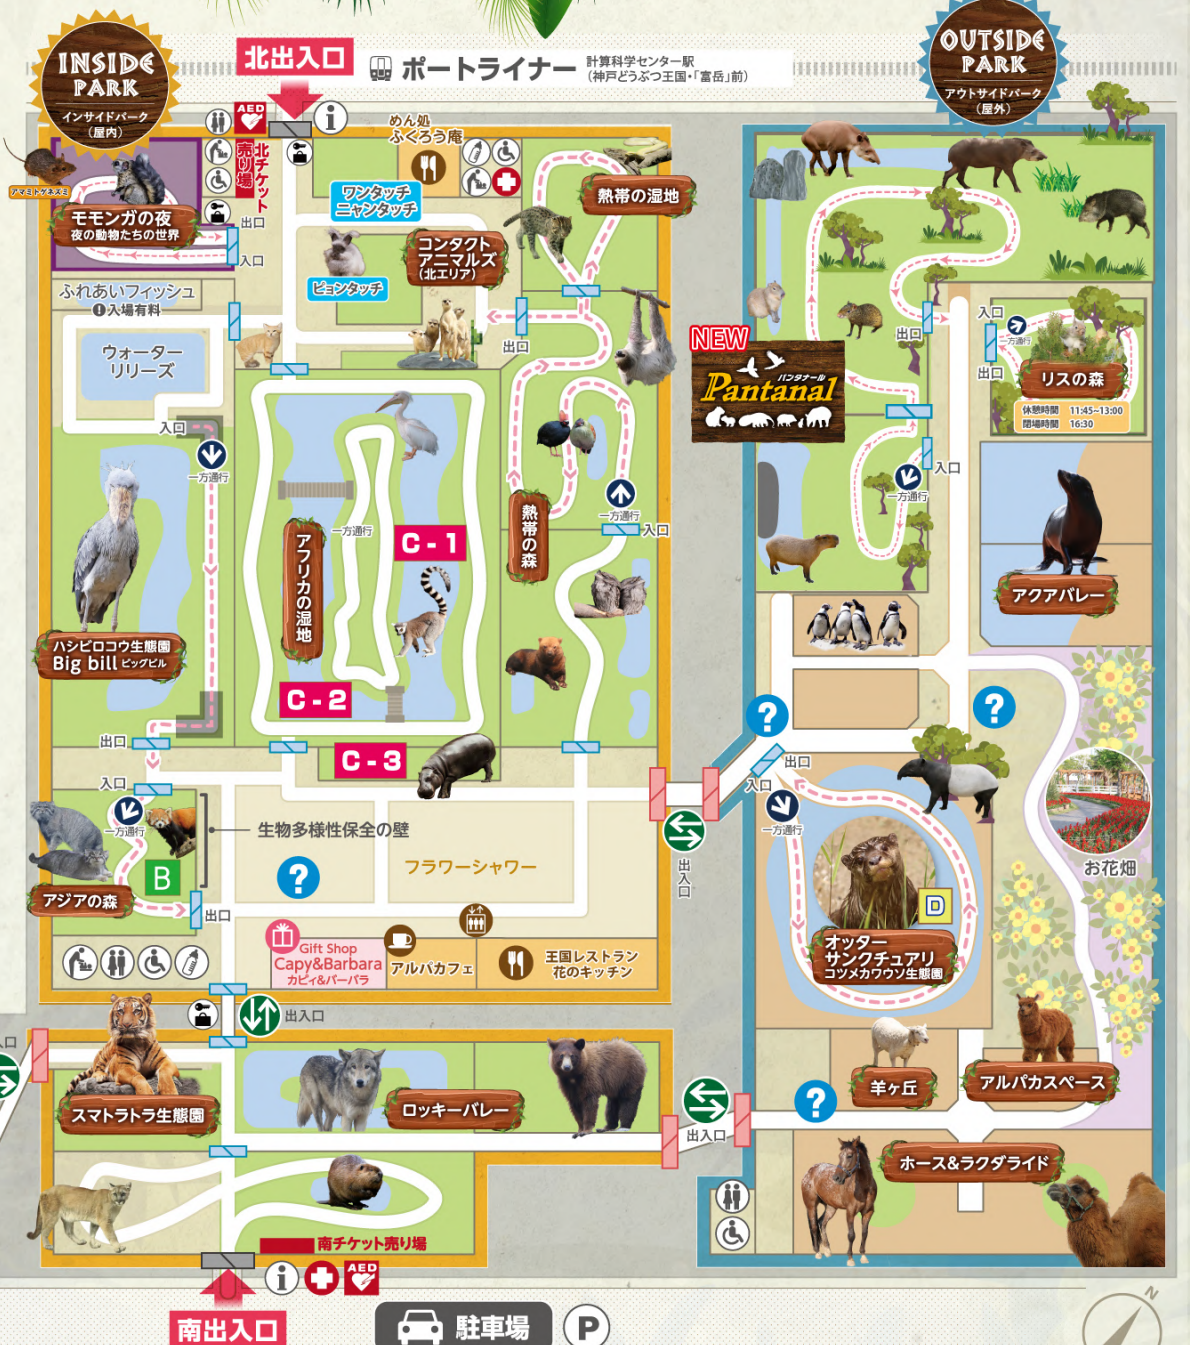 INSIDE
PARK
インサイドパーク
(屋内)
北出入口
ポートライナー
計算科学センター駅
(神戸どうぶつ王国・「富岳」前)
OUTSIDE
PARK
アウトサイドパーク
(屋外)
AED
北チケット
売り場
めん処
ふくろう庵
アマミトゲネズミ
モモンガの夜
夜の動物たちの世界
出口
入口
ワンタッチ
ニャンタッチ
ピョンタッチ
コンタクト
アニマルズ
(北エリア)
熱帯の湿地
出口
ふれあいフィッシュ
入場有料
ウォーター
リリーズ
入口
一方通行
NEW
パンタナール
Pantanal
出口
入口
一方通行
出口
リスの森
休憩時間 11:45~13:00
閉場時間 16:30
入口
一方通行
アフリカの湿地
一方通行
C-1
C-2
C-3
熱帯の森
一方通行
入口
アクアバレー
ハシビロコウ生態園
Big bill ビッグビル
出口
入口
一方通行
B
アジアの森
出口
生物多様性保全の壁
?
フラワーシャワー
出入口
?
?
出口
入口
一方通行
お花畑
D
オッター
サンクチュアリ
コツメカワウソ生態園
Gift Shop
Capy&Barbara
カピィ&バーバラ
アルパカフェ
王国レストラン
花のキッチン
出入口
スマトラトラ生態園
ロッキーバレー
羊ヶ丘
アルパカスペース
?
出入口
ホース&ラクダライド
南チケット売り場
AED
南出入口
駐車場
P
N